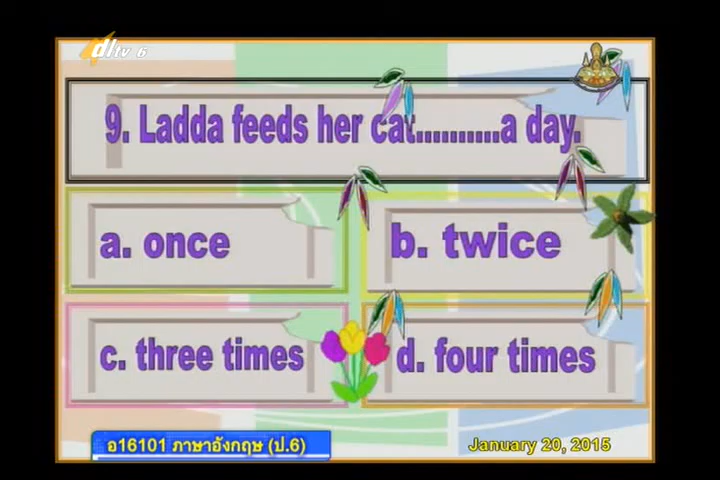 dltv 6
9. Ladda feeds her cat..........a day.
a. once
b. twice
c. three times
d. four times
อ16101 ภาษาอังกฤษ (ป.6)
January 20, 2015